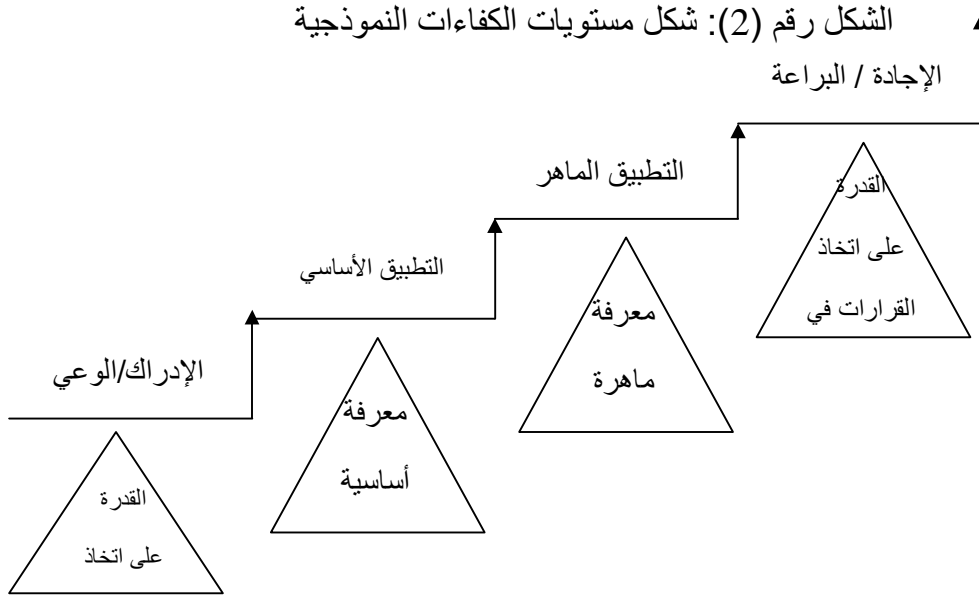 الشكل رقم (2): شكل مستويات الكفاءات النموذجية
الإجادة / البراعة
القدرة
على اتخاذ
القرارات في
التطبيق الماهر
معرفة
ماهرة
التطبيق الأساسي
معرفة
أساسية
الإدراك/الوعي
القدرة
على اتخاذ